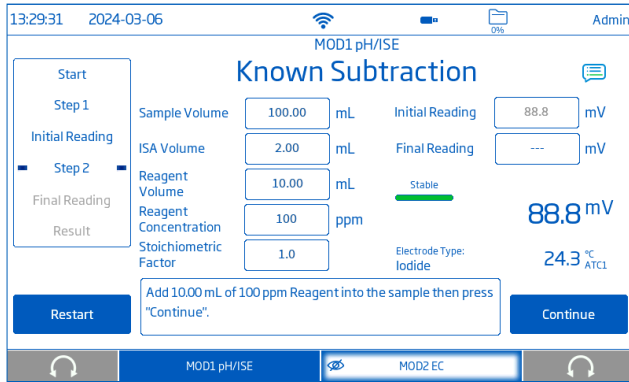 13:29:31 2024-03-06 0% Admin
MOD1 pH/ISE
Known Subtraction
Start
Step 1
Initial Reading
Step 2
Final Reading
Result
Sample Volume 100.00 mL
ISA Volume 2.00 mL
Reagent
Volume 10.00 mL
Reagent
Concentration 100 ppm
Stoichiometric
Factor 1.0
Initial Reading 88.8 mV
Final Reading --- mV
Stable
88.8 mV
Electrode Type:
Iodide
24.3 °C
ATC1
Add 10.00 mL of 100 ppm Reagent into the sample then press
"Continue".
Restart
Continue
MOD1 pH/ISE
MOD2 EC